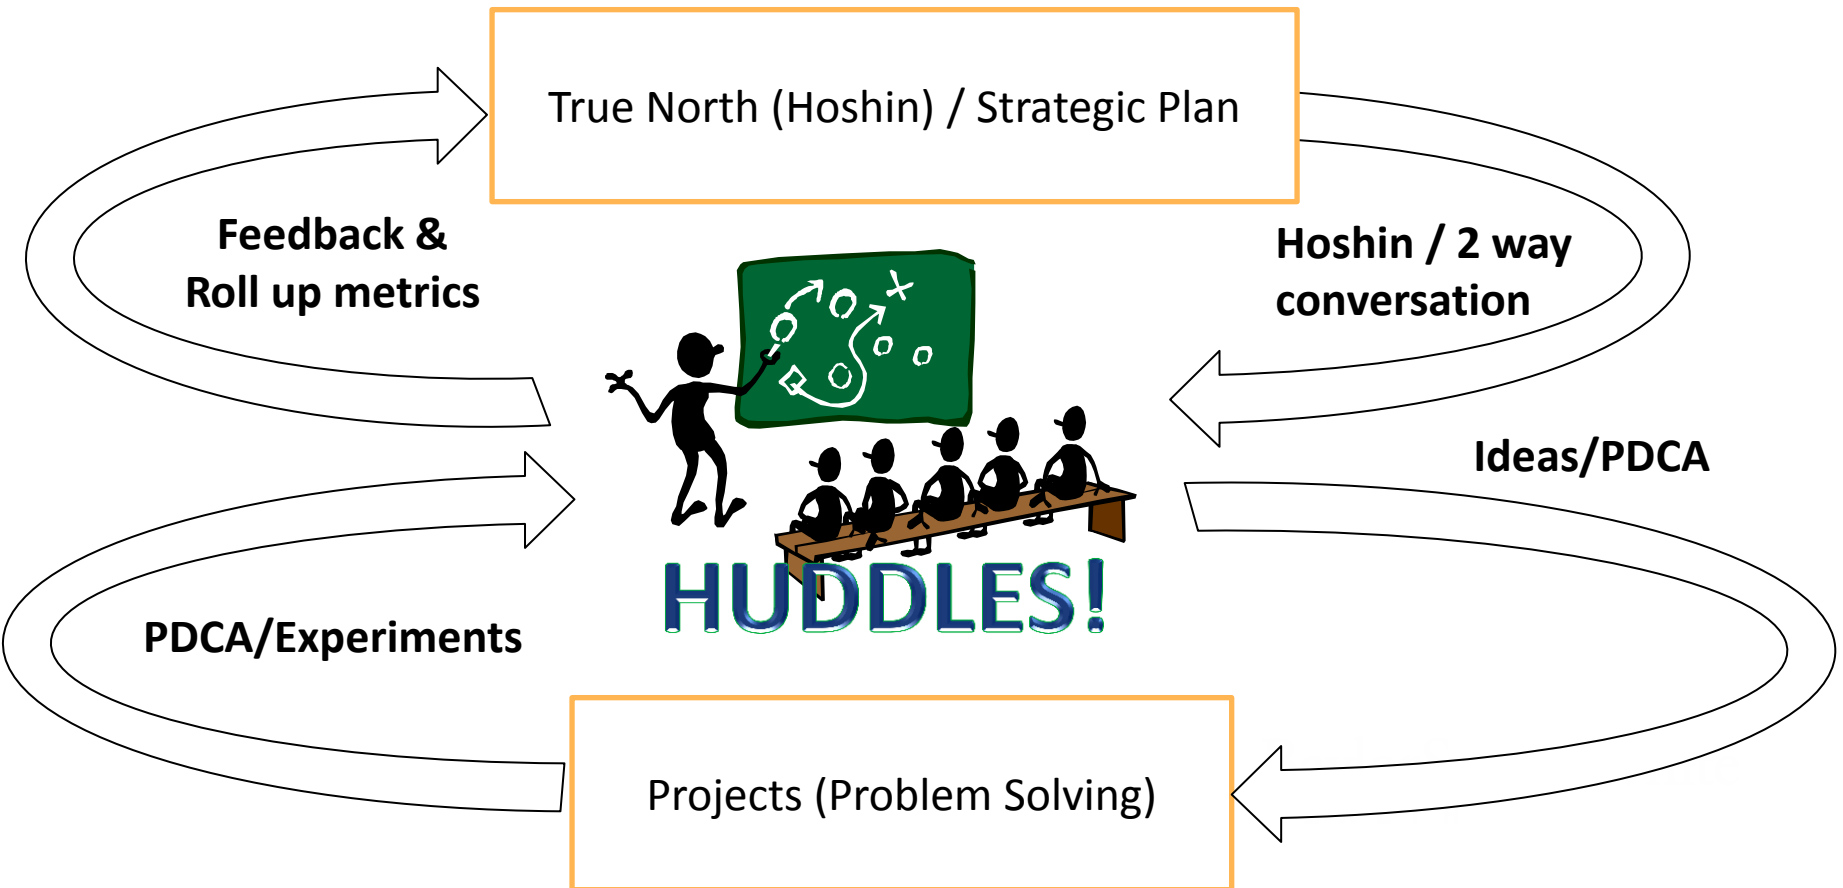 True North (Hoshin) / Strategic Plan
Feedback &
Roll up metrics
Hoshin / 2 way
conversation
Ideas/PDCA
HUDDLES!
PDCA/Experiments
Projects (Problem Solving)